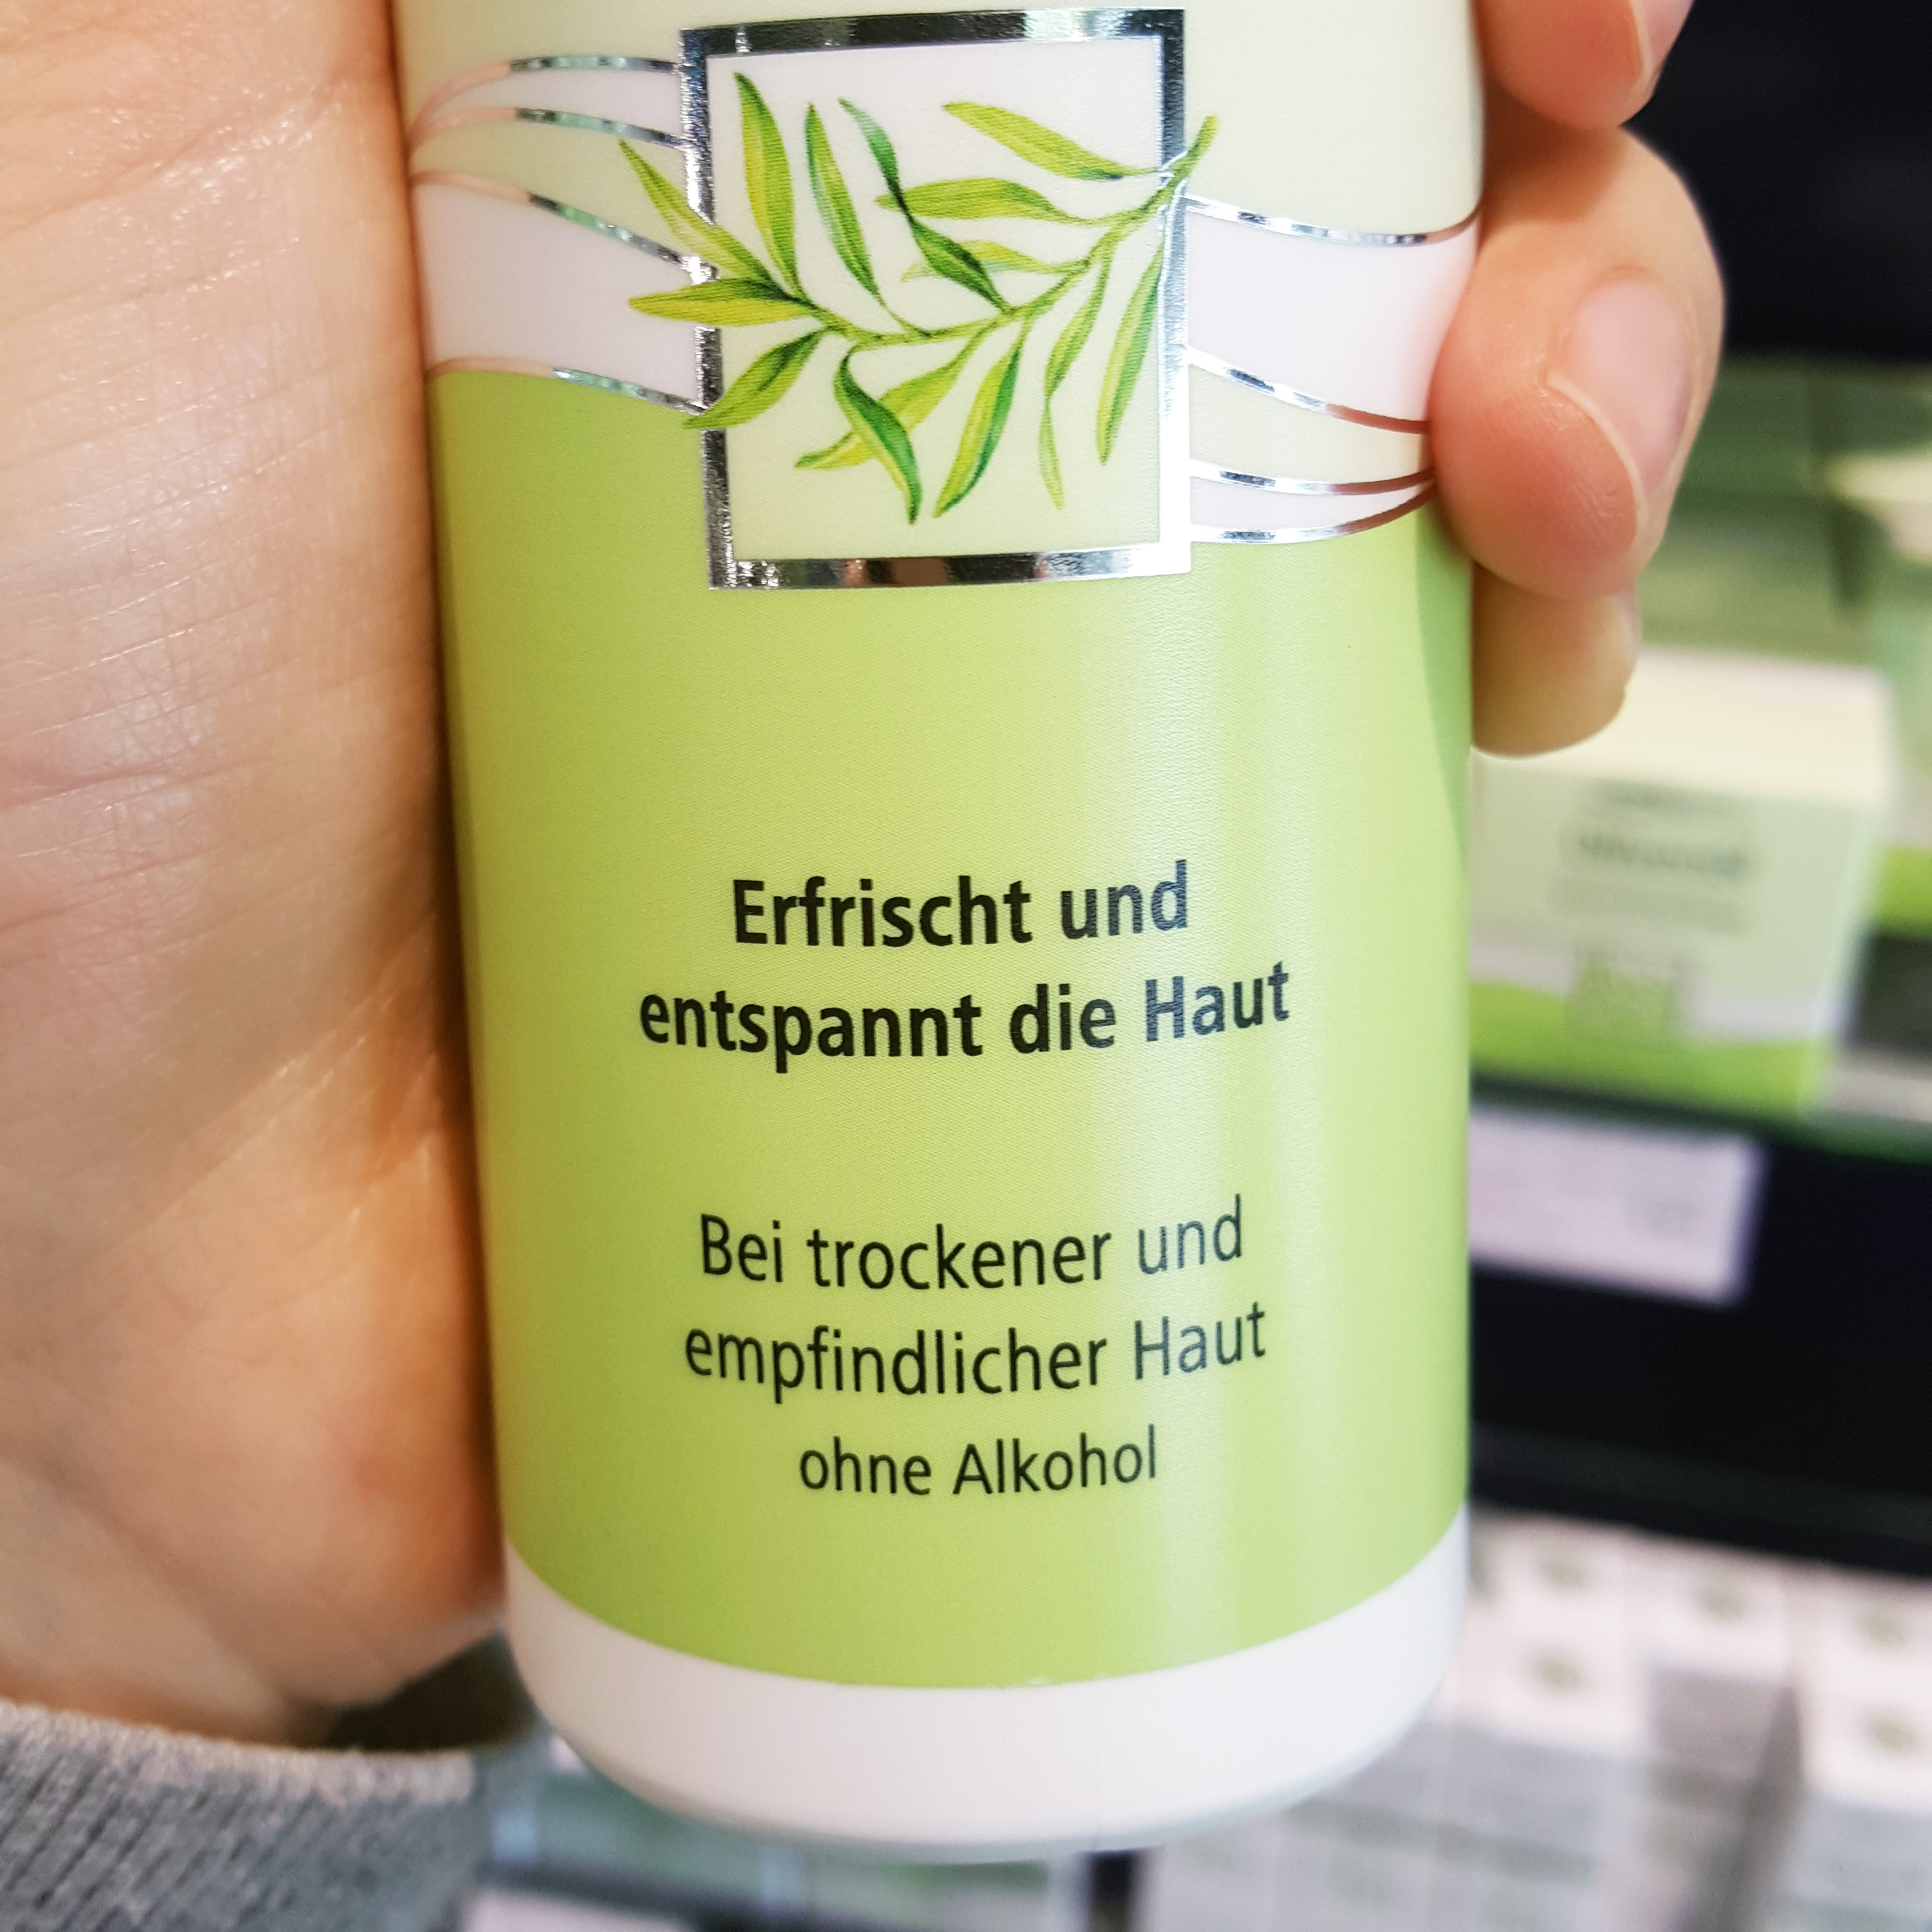 Erfrischt und
entspannt die Haut
Bei trockener und
empfindlicher Haut
ohne Alkohol